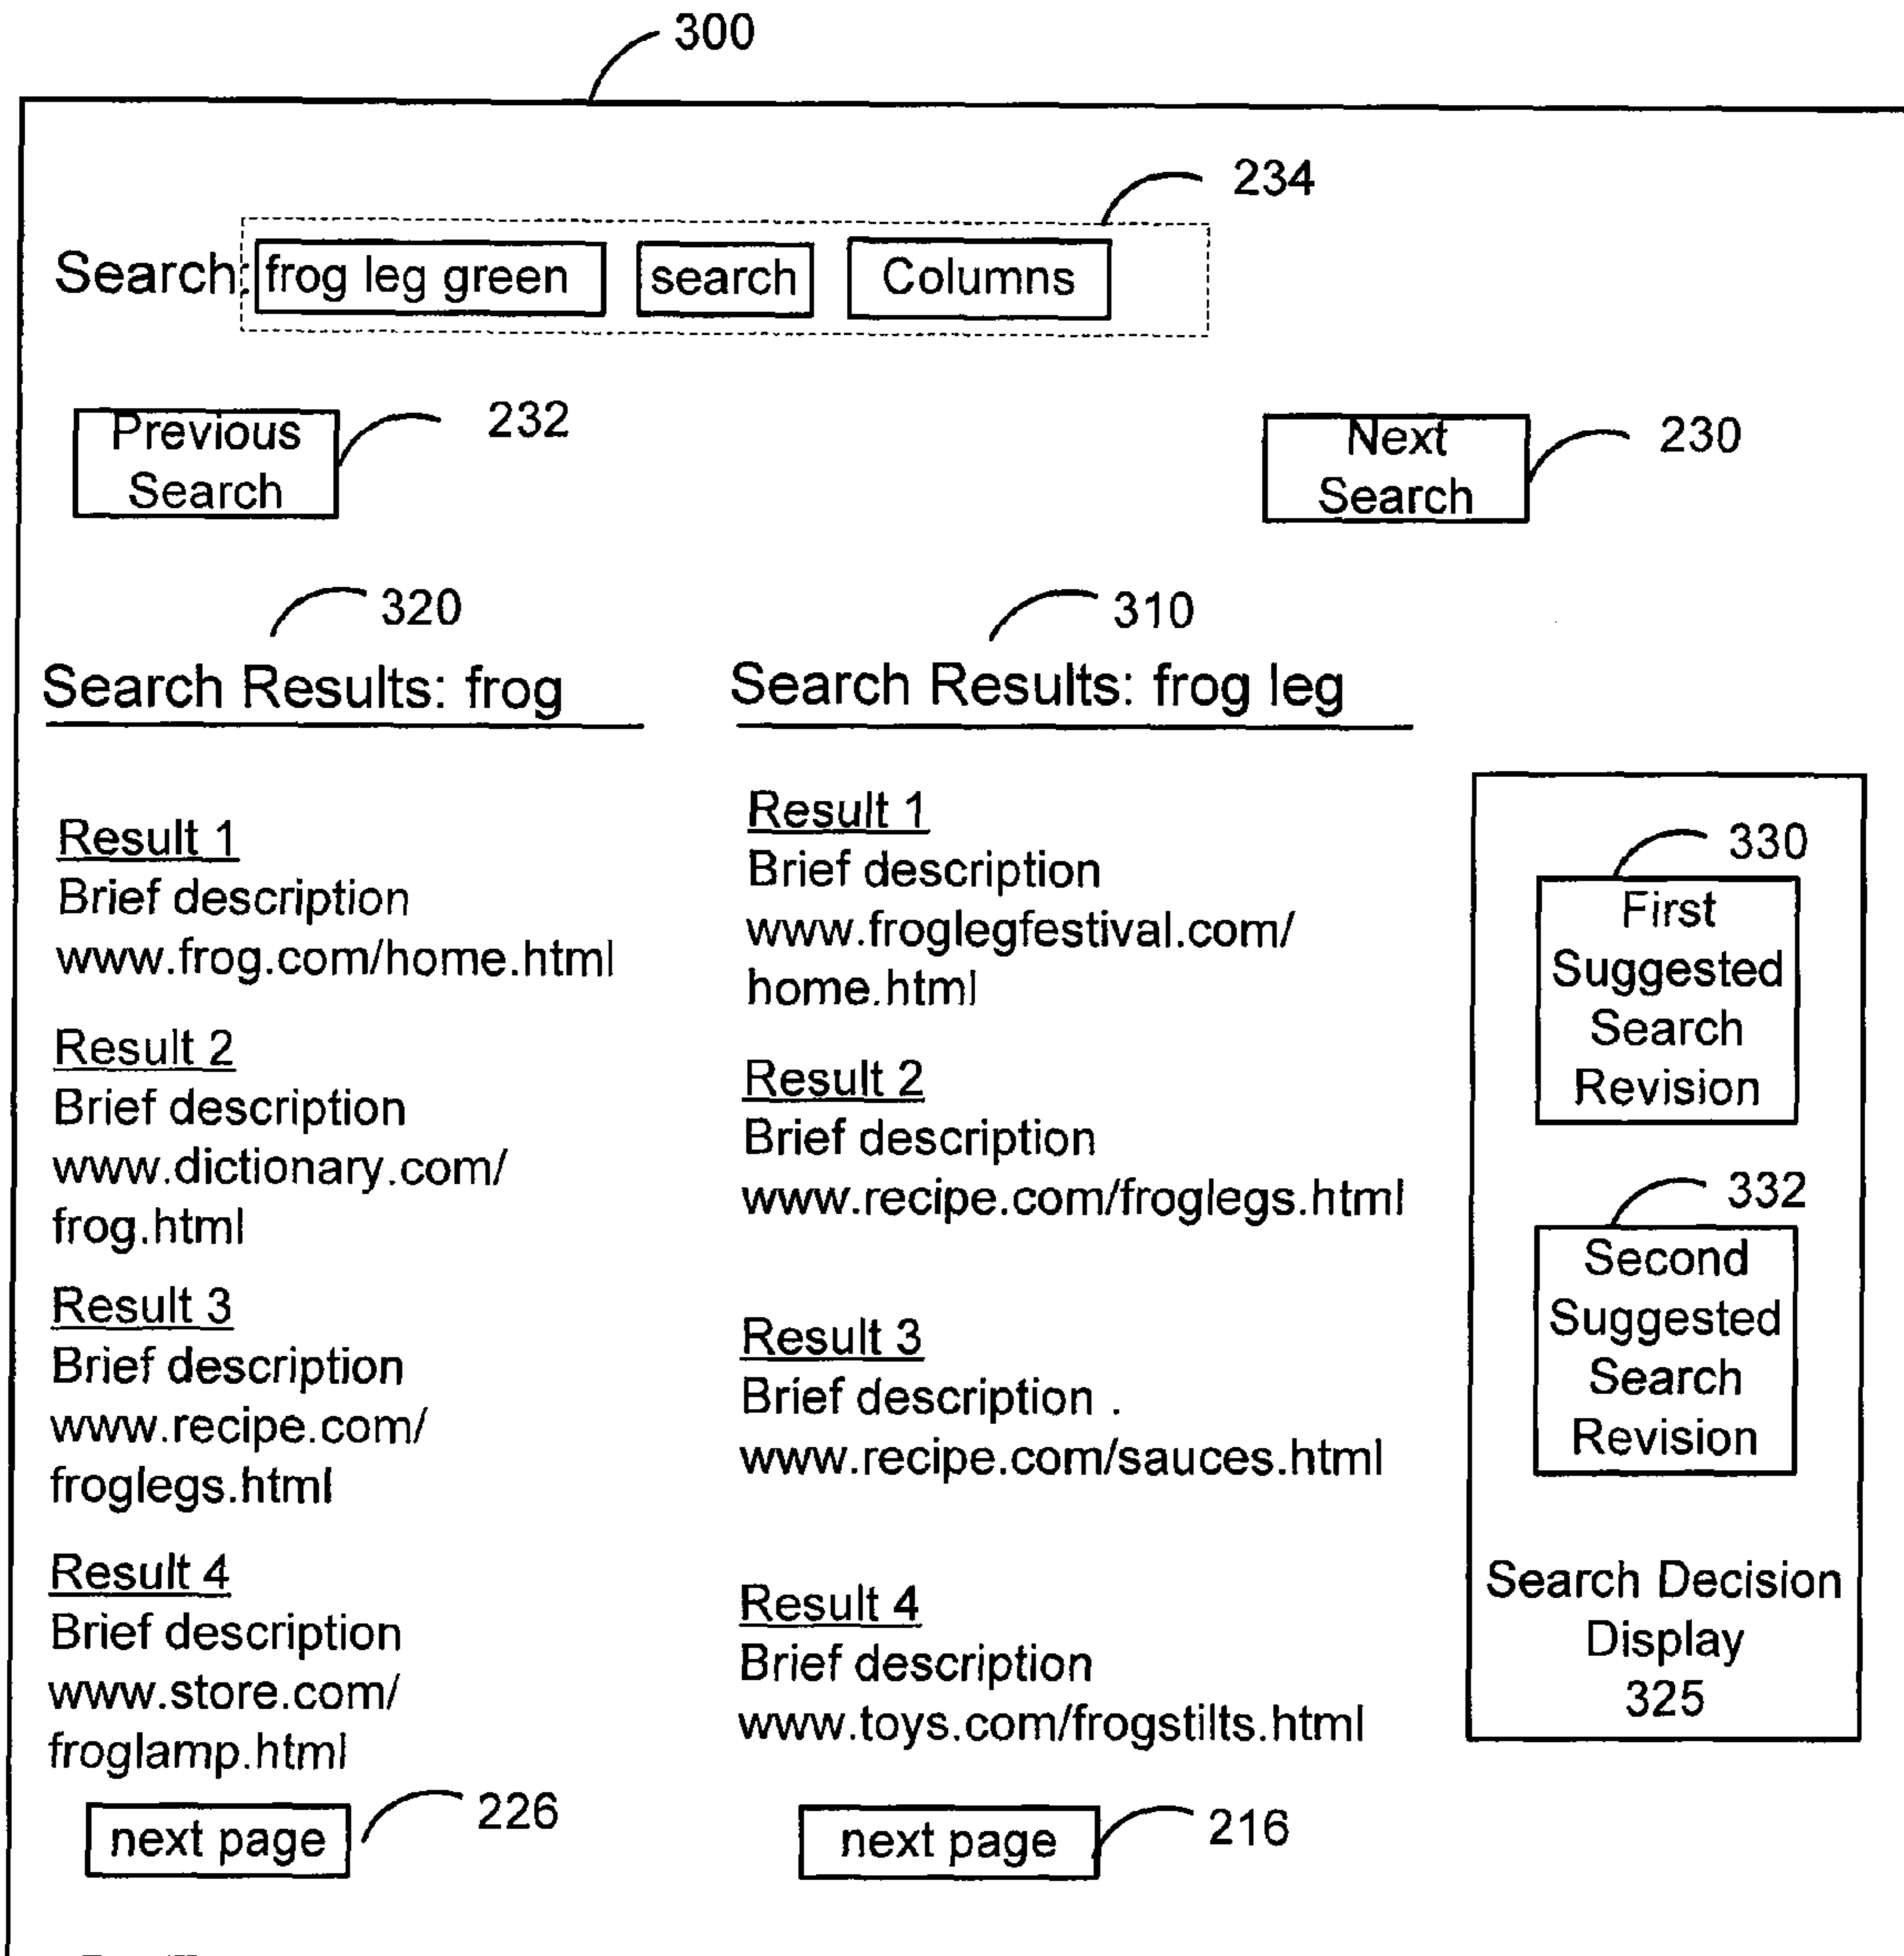 300
234
Search: frog leg green search Columns
Previous
Search
232
Next
Search
230
320
Search Results: frog
Result 1
Brief description
www.frog.com/home.html
Result 2
Brief description
www.dictionary.com/
frog.html
Result 3
Brief description
www.recipe.com/
froglegs.html
Result 4
Brief description
www.store.com/
froglamp.html
next page
226
310
Search Results: frog leg
Result 1
Brief description
www.froglegfestival.com/
home.html
Result 2
Brief description
www.recipe.com/froglegs.html
Result 3
Brief description .
www.recipe.com/sauces.html
Result 4
Brief description
www.toys.com/frogstilts.html
next page
216
330
First
Suggested
Search
Revision
332
Second
Suggested
Search
Revision
Search Decision
Display
325